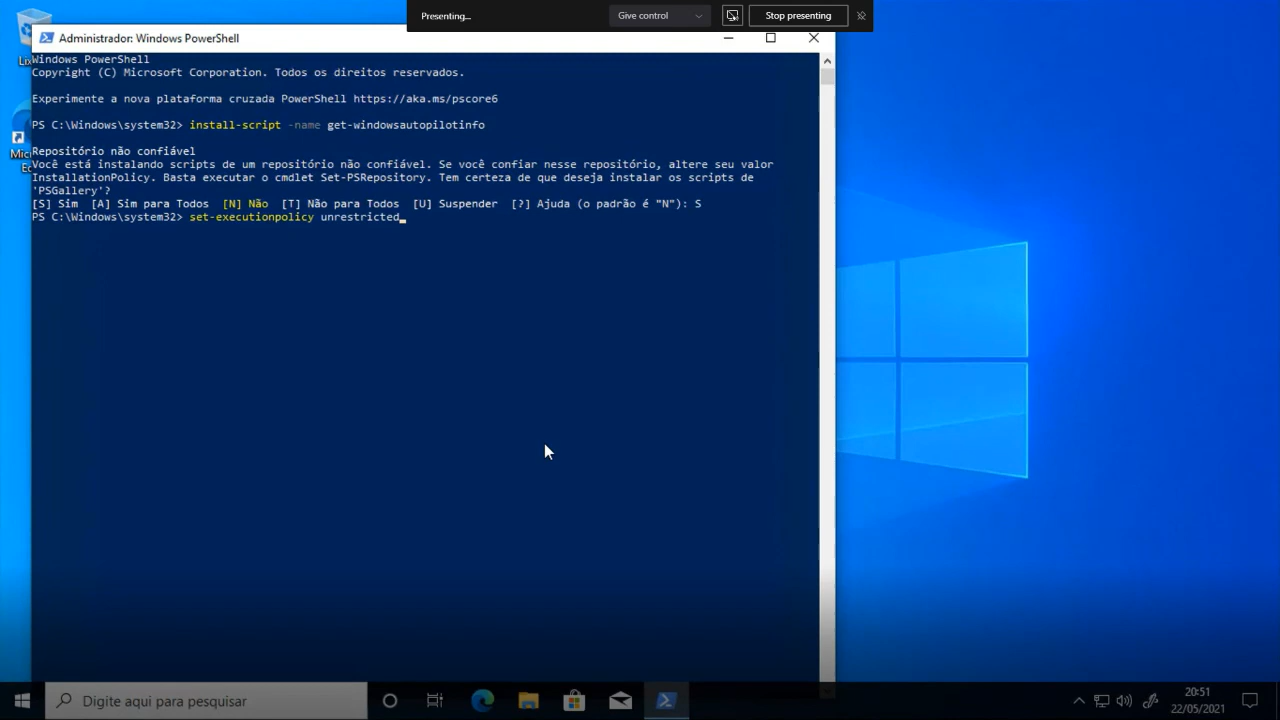 Presenting...
Give control
Stop presenting
Administrador: Windows PowerShell
Windows PowerShell
Copyright (C) Microsoft Corporation. Todos os direitos reservados.
Experimente a nova plataforma cruzada PowerShell https://aka.ms/pscore6
PS C:\Windows\system32> install-script -name get-windowsautopilotinfo
Repositório não confiável
Você está instalando scripts de um repositório não confiável. Se você confiar nesse repositório, altere seu valor
InstallationPolicy. Basta executar o cmdlet Set-PSRepository. Tem certeza de que deseja instalar os scripts de
'PSGallery'?
[S] Sim  [A] Sim para Todos  [N] Não  [T] Não para Todos  [U] Suspender  [?] Ajuda (o padrão é "N"): S
PS C:\Windows\system32> set-executionpolicy unrestricted_
Digite aqui para pesquisar
20:51
22/05/2021